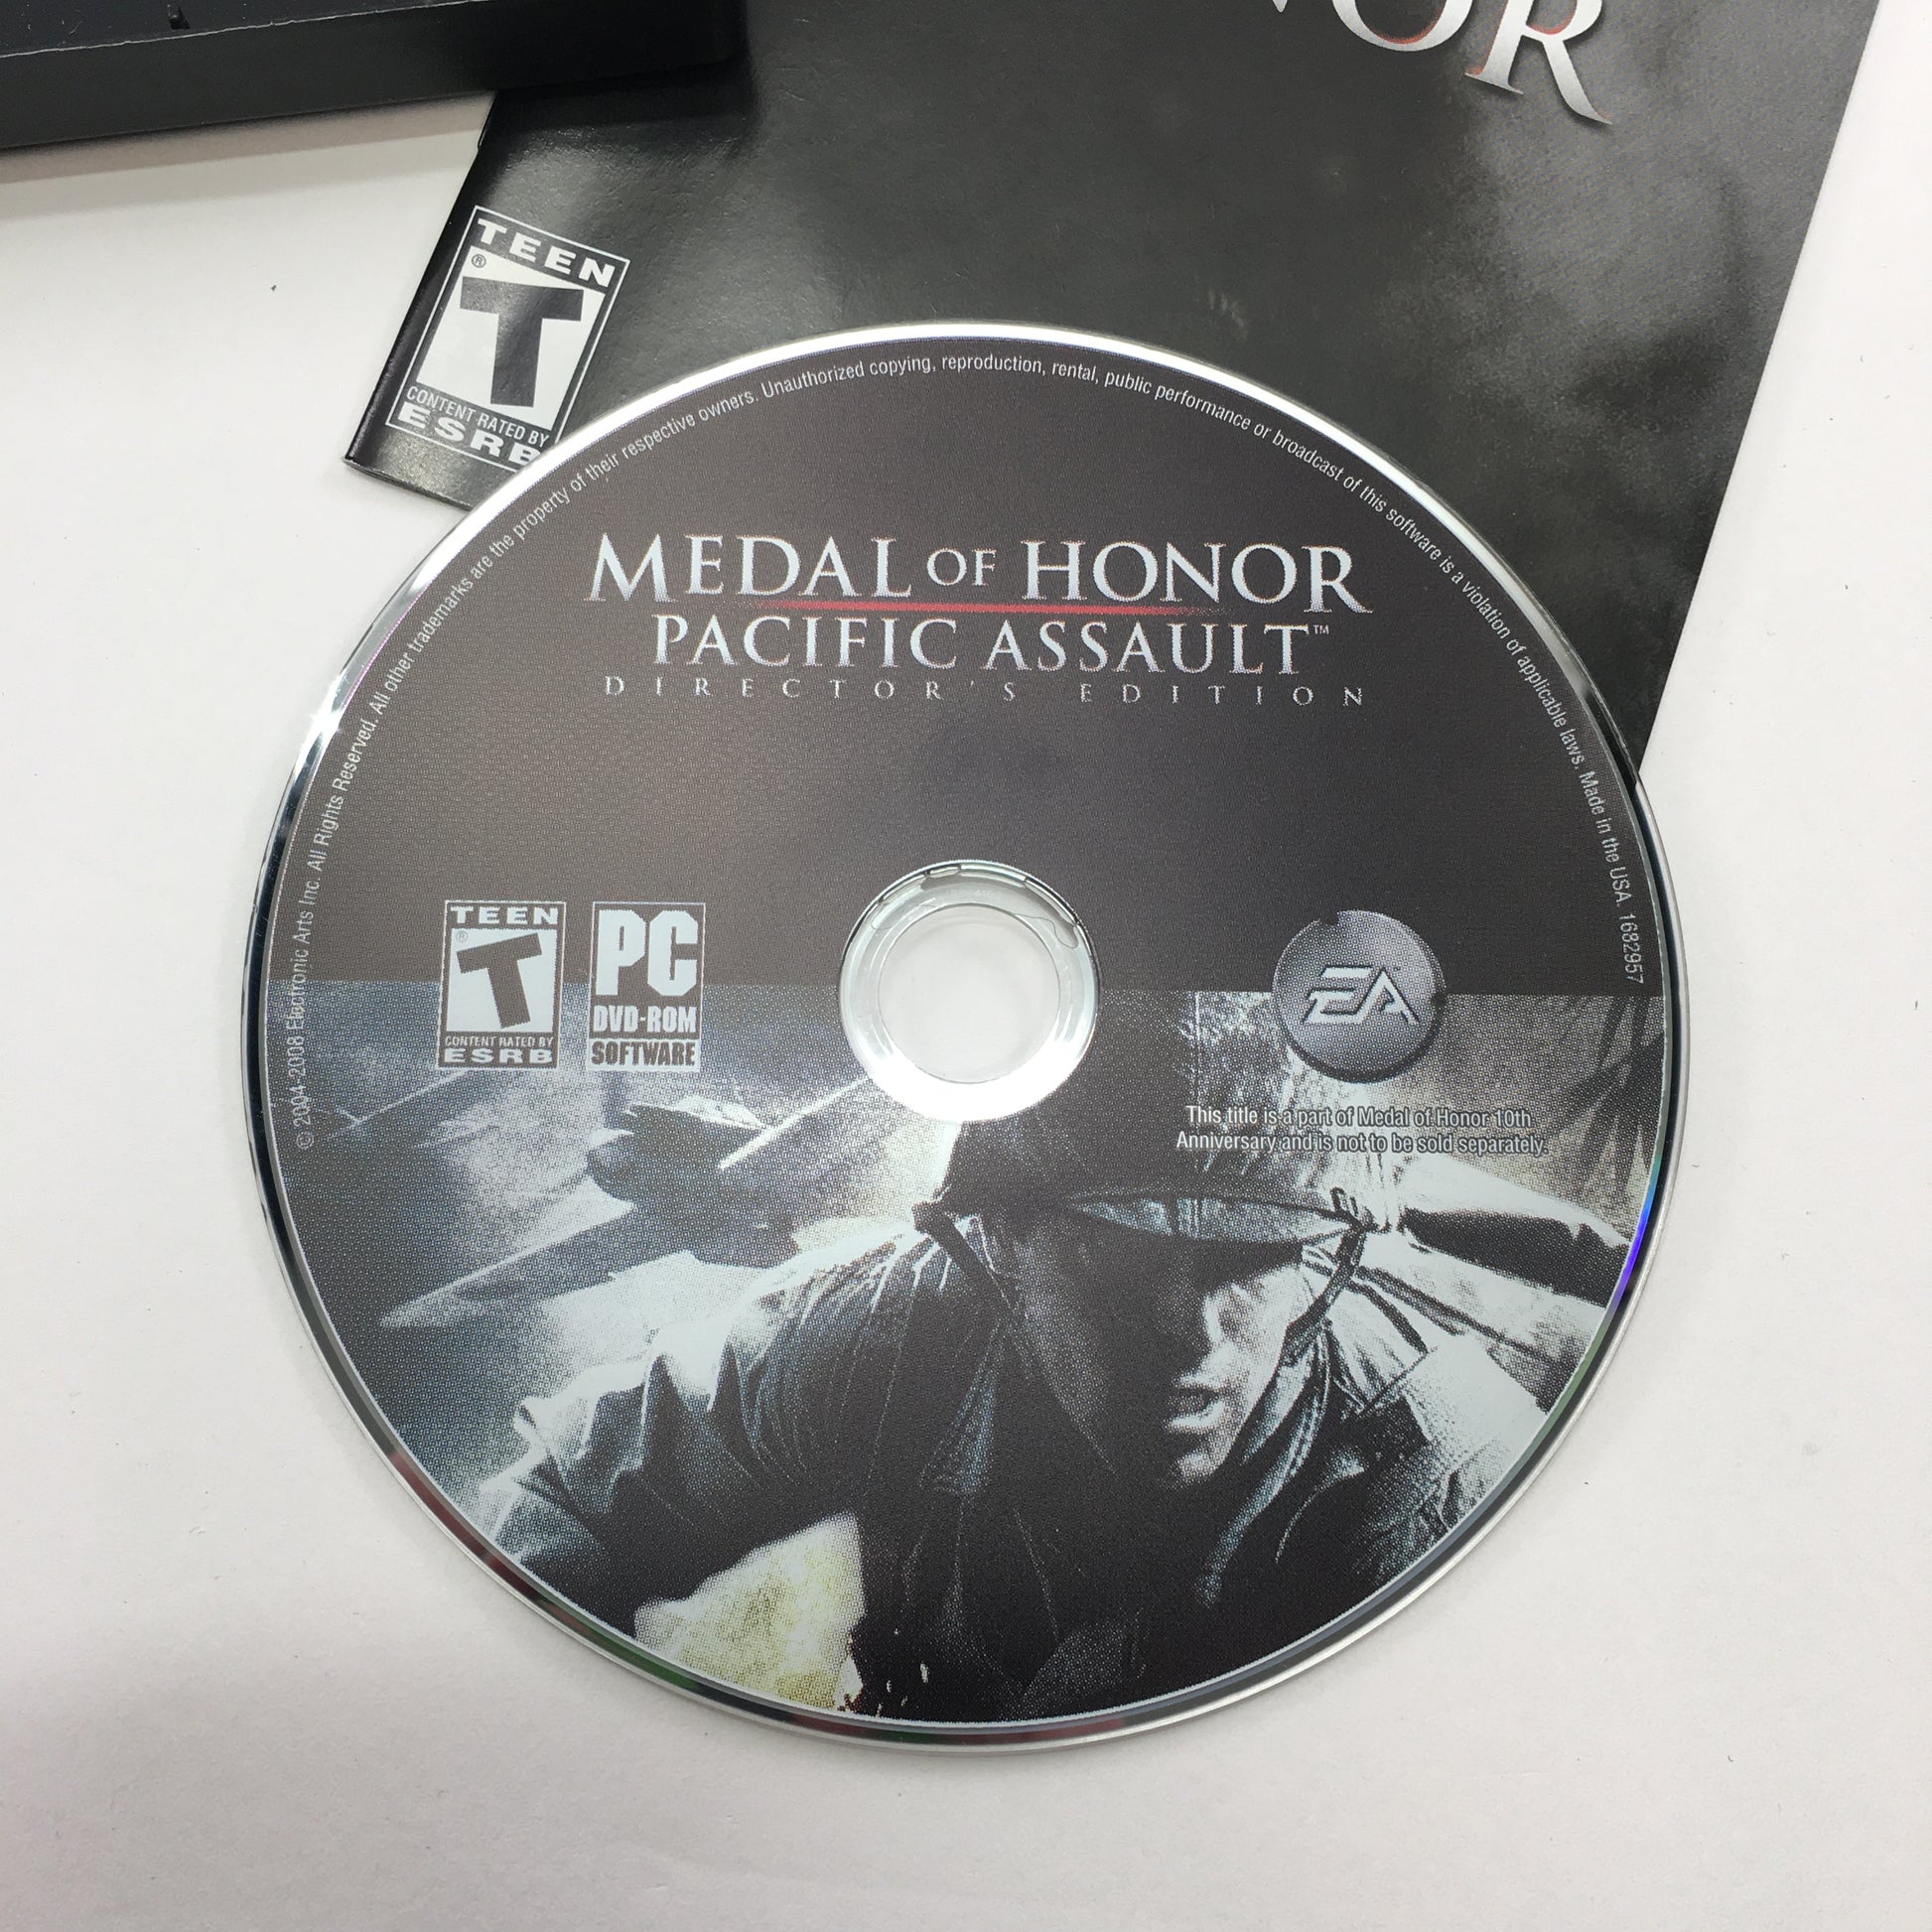 NOR
TEEN
T
®
CONTENT RATED BY
ESRB
© 2004-2008 Electronic Arts Inc. All Rights Reserved. All other trademarks are the property of their respective owners. Unauthorized copying, reproduction, rental, public performance or broadcast of this software is a violation of applicable laws. Made in the USA. 1682957
MEDAL OF HONOR
PACIFIC ASSAULT™
DIRECTOR'S EDITION
TEEN
T
®
CONTENT RATED BY
ESRB
PC
DVD-ROM
SOFTWARE
EA™
This title is a part of Medal of Honor 10th
Anniversary and is not to be sold separately.